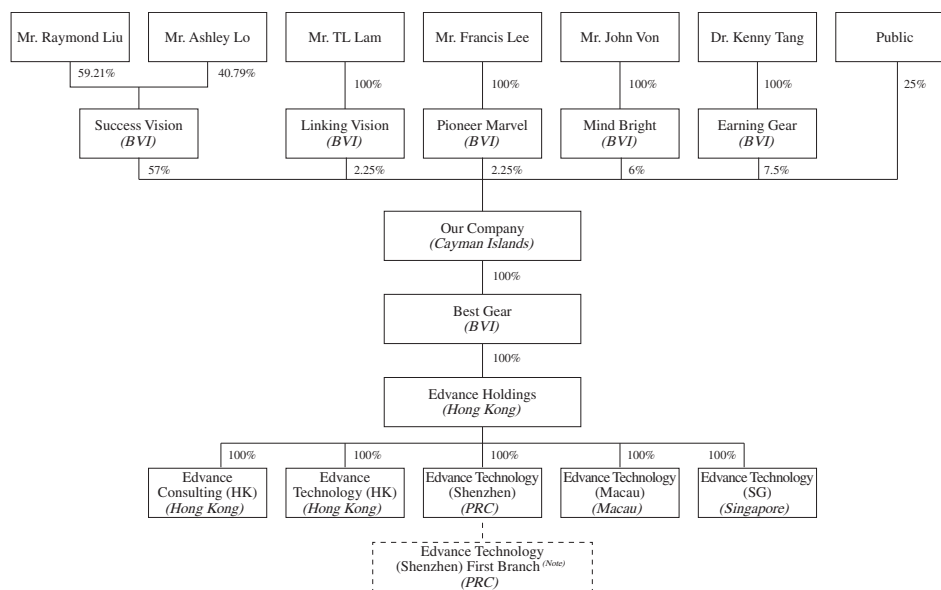 Mr. Raymond Liu
Mr. Ashley Lo
Mr. TL Lam
Mr. Francis Lee
Mr. John Von
Dr. Kenny Tang
Public
59.21%
40.79%
100%
100%
100%
100%
25%
Success Vision
(BVI)
Linking Vision
(BVI)
Pioneer Marvel
(BVI)
Mind Bright
(BVI)
Earning Gear
(BVI)
57%
2.25%
2.25%
6%
7.5%
Our Company
(Cayman Islands)
100%
Best Gear
(BVI)
100%
Edvance Holdings
(Hong Kong)
100%
100%
100%
100%
100%
Edvance
Consulting (HK)
(Hong Kong)
Edvance
Technology (HK)
(Hong Kong)
Edvance Technology
(Shenzhen)
(PRC)
Edvance Technology
(Macau)
(Macau)
Edvance Technology
(SG)
(Singapore)
Edvance Technology
(Shenzhen) First Branch (Note)
(PRC)